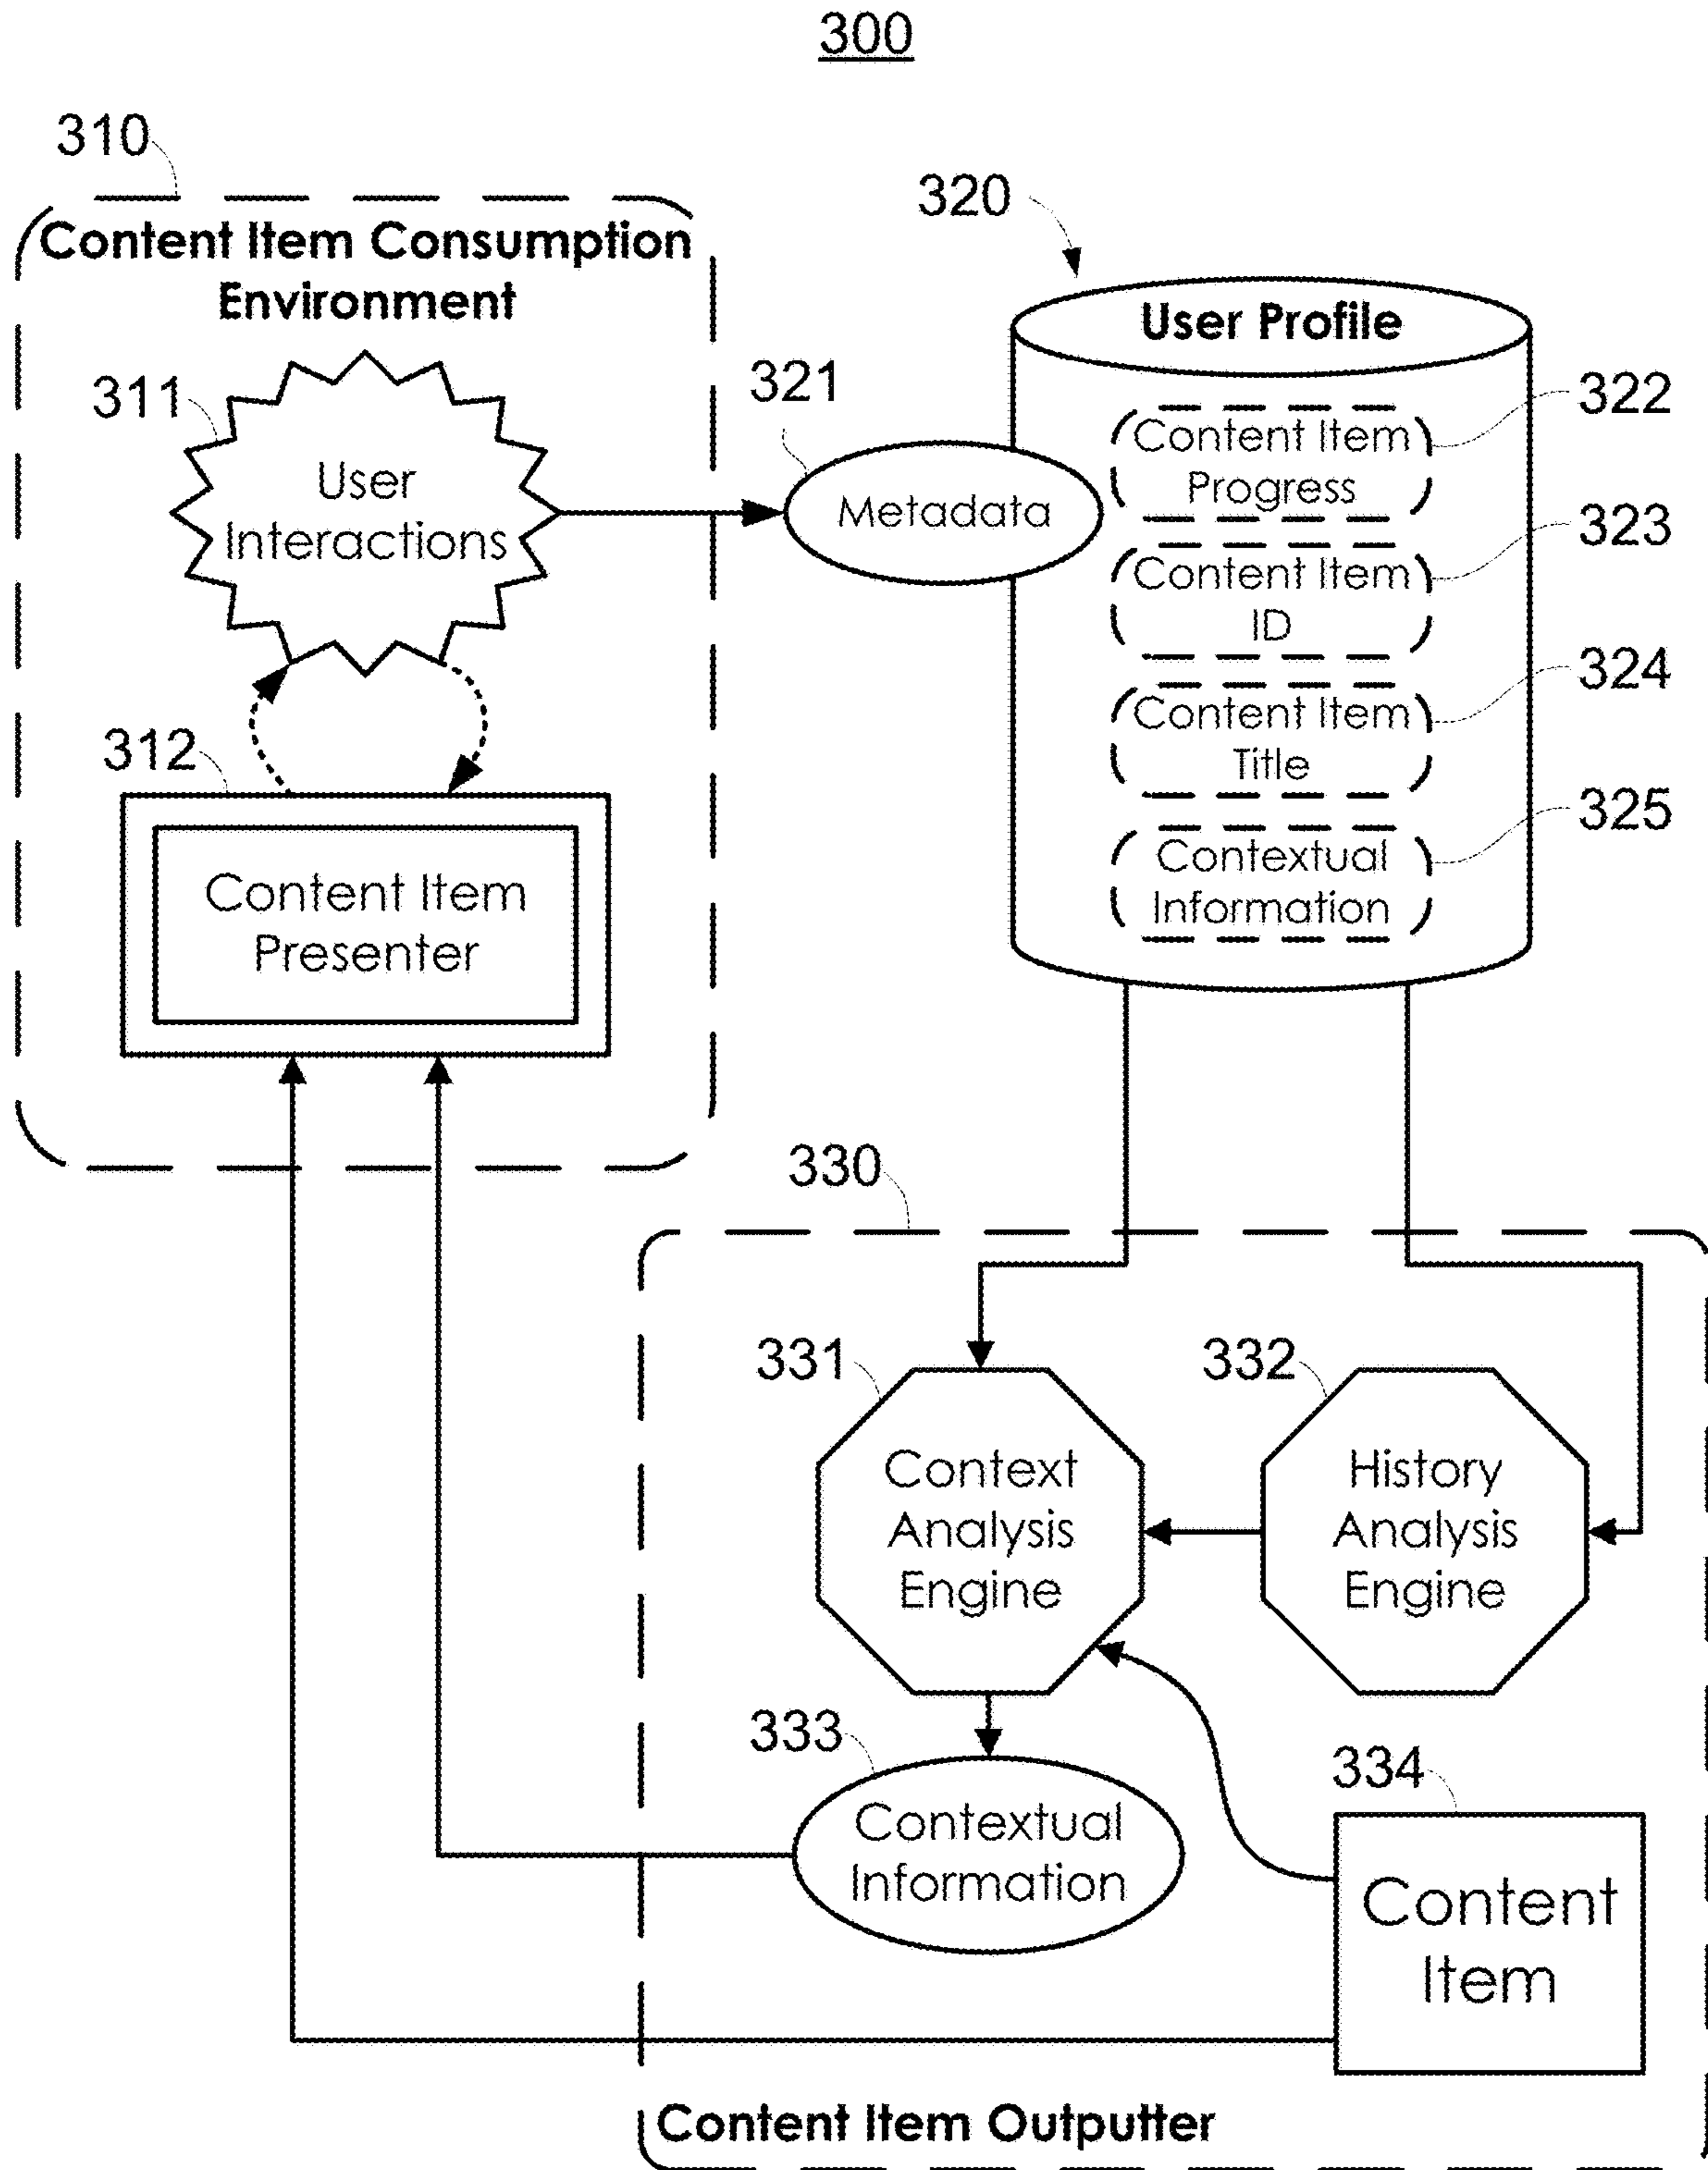 300
310
Content Item Consumption
Environment
311
User
Interactions
312
Content Item
Presenter
320
User Profile
321
Metadata
322
Content Item
Progress
323
Content Item
ID
324
Content Item
Title
325
Contextual
Information
330
331
Context
Analysis
Engine
332
History
Analysis
Engine
333
Contextual
Information
334
Content
Item
Content Item Outputter